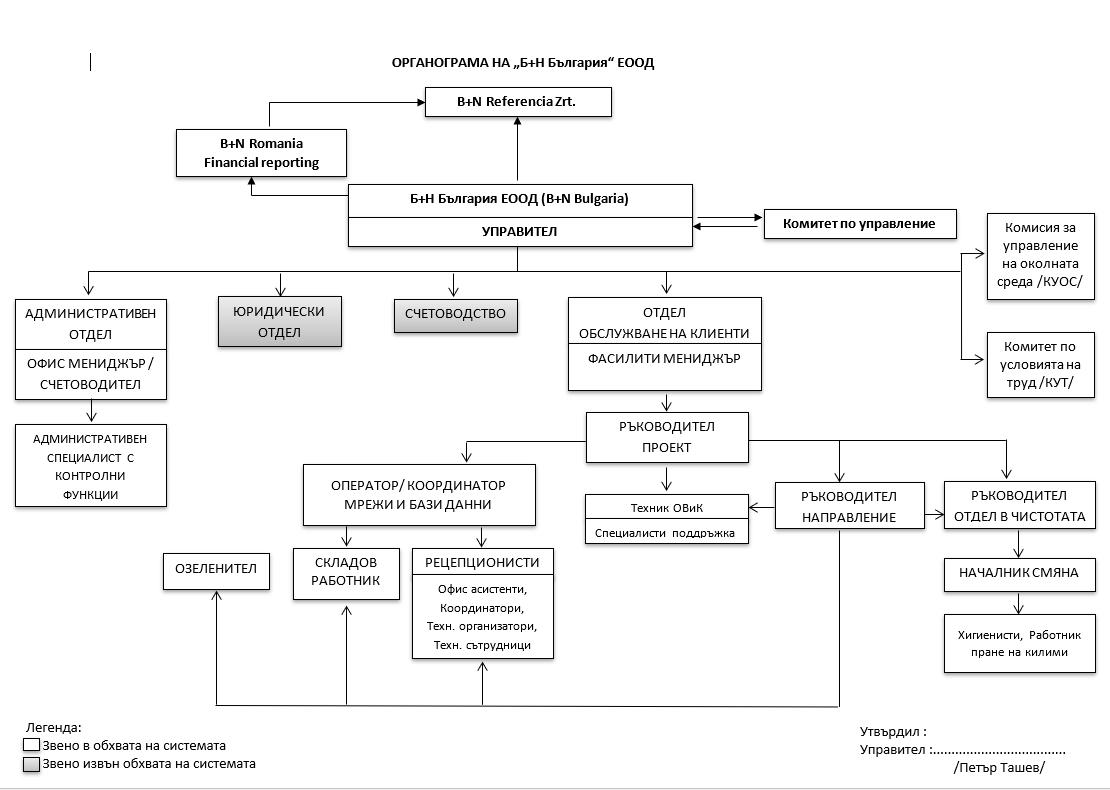 ОРГАНОГРАМА НА „Б+Н България“ ЕООД
B+N Referencia Zrt.
B+N Romania
Financial reporting
Б+Н България ЕООД (B+N Bulgaria)
УПРАВИТЕЛ
Комитет по управление
Комисия за
управление
на околната
среда /КУОС/
АДМИНИСТРАТИВЕН
ОТДЕЛ
ОФИС МЕНИДЖЪР /
СЧЕТОВОДИТЕЛ
ЮРИДИЧЕСКИ
ОТДЕЛ
СЧЕТОВОДСТВО
ОТДЕЛ
ОБСЛУЖВАНЕ НА КЛИЕНТИ
ФАСИЛИТИ МЕНИДЖЪР
Комитет по
условията на
труд /КУТ/
АДМИНИСТРАТИВЕН
СПЕЦИАЛИСТ С
КОНТРОЛНИ
ФУНКЦИИ
РЪКОВОДИТЕЛ
ПРОЕКТ
ОПЕРАТОР/ КООРДИНАТОР
МРЕЖИ И БАЗИ ДАННИ
Техник ОВиК
Специалисти поддръжка
РЪКОВОДИТЕЛ
НАПРАВЛЕНИЕ
РЪКОВОДИТЕЛ
ОТДЕЛ В ЧИСТОТАТА
ОЗЕЛЕНИТЕЛ
СКЛАДОВ
РАБОТНИК
РЕЦЕПЦИОНИСТИ
Офис асистенти,
Координатори,
Техн. организатори,
Техн. сътрудници
НАЧАЛНИК СМЯНА
Хигиенисти, Работник
пране на килими
Легенда:
Звено в обхвата на системата
Звено извън обхвата на системата
Утвърдил :
Управител :....................................
/Петър Ташев/